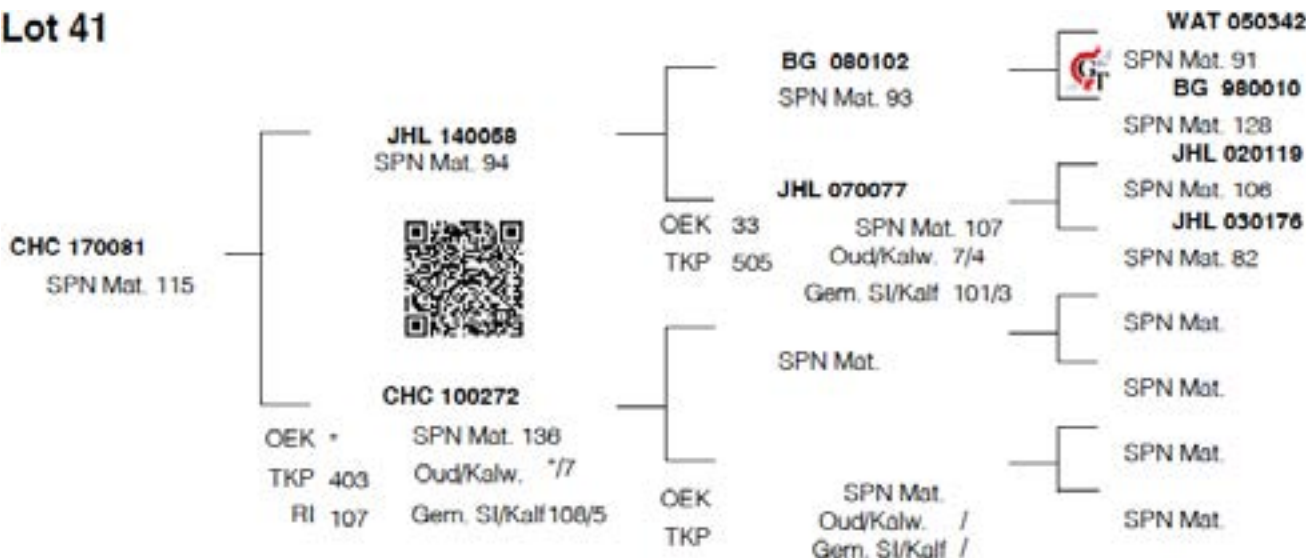 Lot 41
CHC 170081
SPN Mat. 115
JHL 140058
SPN Mat. 94
CHC 100272
OEK * SPN Mat. 136
TKP 403 Oud/Kalw. */7
RI 107 Gem. SI/Kalf 108/5
BG 080102
SPN Mat. 93
JHL 070077
OEK 33 SPN Mat. 107
TKP 505 Oud/Kalw. 7/4
Gem. SI/Kalf 101/3
SPN Mat.
OEK SPN Mat.
TKP Oud/Kalw. /
Gem. SI/Kalf /
WAT 050342
GT SPN Mat. 91
BG 980010
SPN Mat. 128
JHL 020119
SPN Mat. 106
JHL 030176
SPN Mat. 82
SPN Mat.
SPN Mat.
SPN Mat.
SPN Mat.